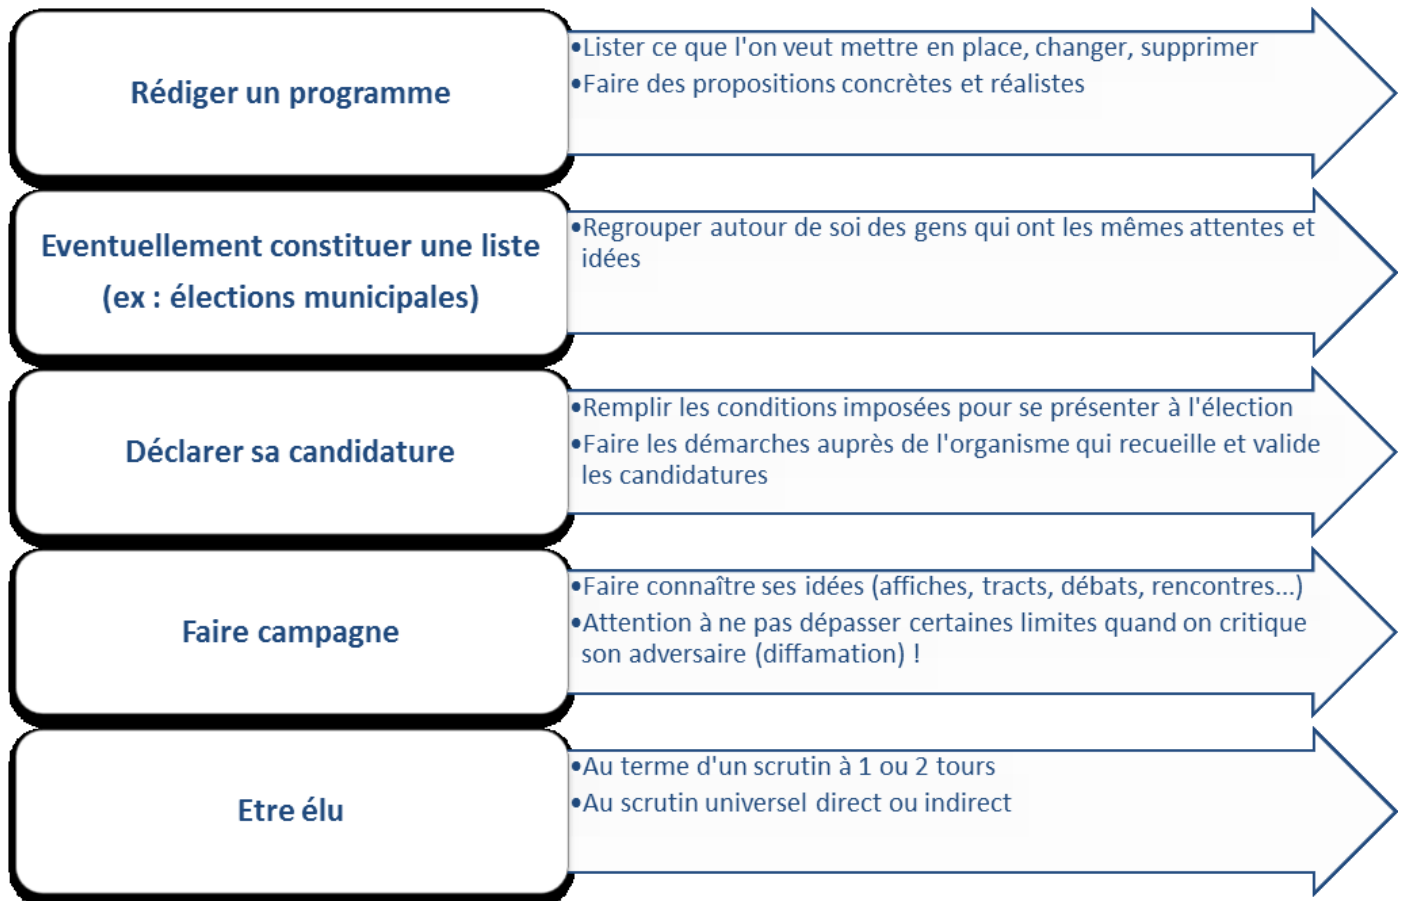 Rédiger un programme
•Lister ce que l'on veut mettre en place, changer, supprimer
•Faire des propositions concrètes et réalistes
Eventuellement constituer une liste
(ex : élections municipales)
•Regrouper autour de soi des gens qui ont les mêmes attentes et
idées
Déclarer sa candidature
•Remplir les conditions imposées pour se présenter à l'élection
•Faire les démarches auprès de l'organisme qui recueille et valide
les candidatures
Faire campagne
•Faire connaître ses idées (affiches, tracts, débats, rencontres...)
•Attention à ne pas dépasser certaines limites quand on critique
son adversaire (diffamation) !
Etre élu
•Au terme d'un scrutin à 1 ou 2 tours
•Au scrutin universel direct ou indirect